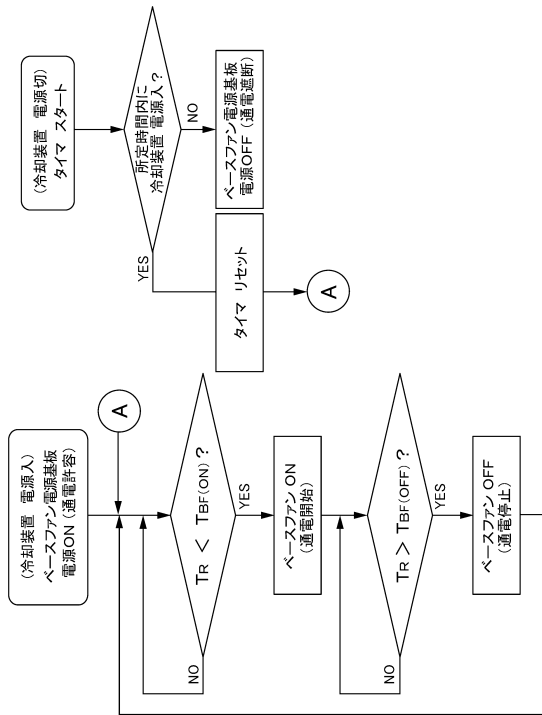 (冷却装置 電源入)
ベースファン電源基板
電源ON (通電許容)
A
TR < TBF(ON) ?
NO
YES
ベースファン ON
(通電開始)
TR > TBF(OFF) ?
NO
YES
ベースファン OFF
(通電停止)
(冷却装置 電源切)
タイマ スタート
所定時間内に
冷却装置 電源入?
YES
NO
タイマ リセット
ベースファン電源基板
電源OFF (通電遮断)
A